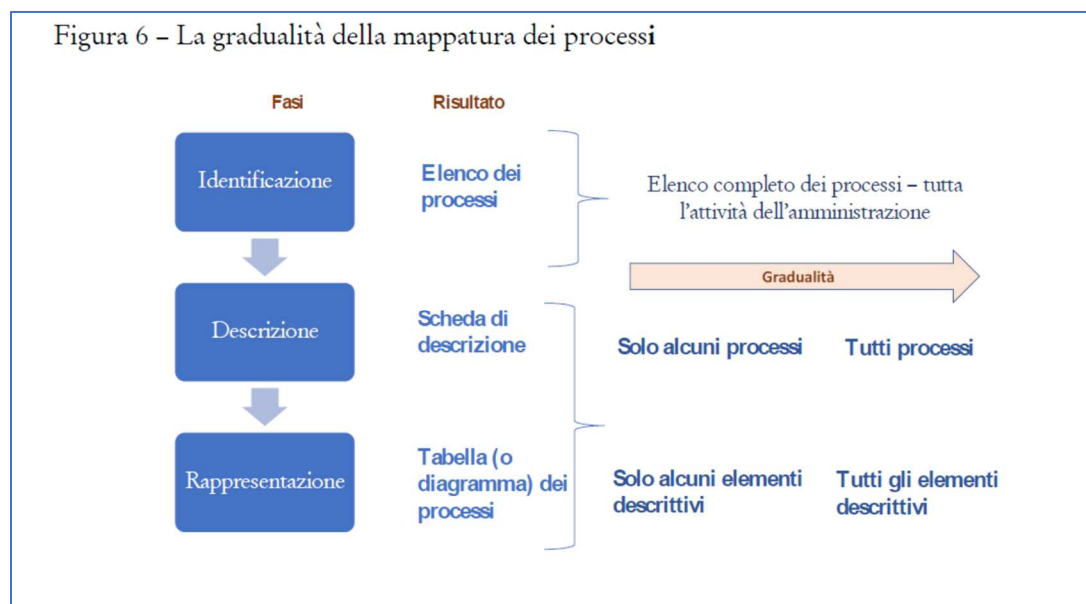 Figura 6 – La gradualità della mappatura dei processi
Fasi
Risultato
Identificazione
Elenco dei
processi
Elenco completo dei processi – tutta
l'attività dell'amministrazione
Gradualità
Descrizione
Scheda di
descrizione
Solo alcuni processi
Tutti processi
Rappresentazione
Tabella (o
diagramma) dei
processi
Solo alcuni elementi
descrittivi
Tutti gli elementi
descrittivi